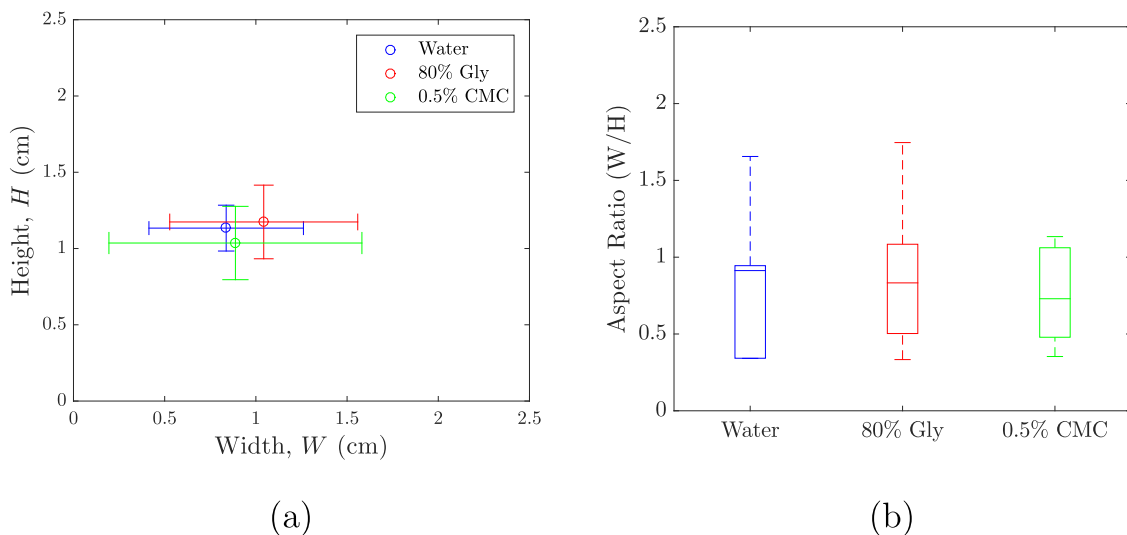 2.5
2
1.5
1
0.5
0
0
0.5
1
1.5
2
2.5
Height, H (cm)
Width, W (cm)
Water
80% Gly
0.5% CMC
(a)
2.5
2
1.5
1
0.5
0
Aspect Ratio (W/H)
Water
80% Gly
0.5% CMC
(b)